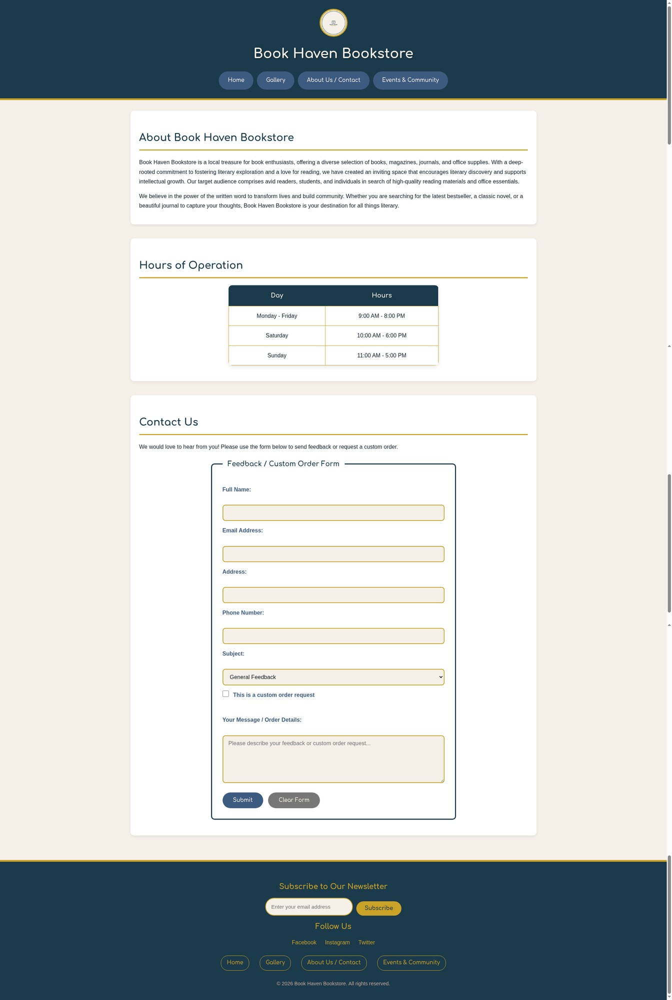 Book Haven Bookstore
Home
Gallery
About Us / Contact
Events & Community
About Book Haven Bookstore
Book Haven Bookstore is a local treasure for book enthusiasts, offering a diverse selection of books, magazines, journals, and office supplies. With a deep-
rooted commitment to fostering literary exploration and a love for reading, we have created an inviting space that encourages literary discovery and supports
intellectual growth. Our target audience comprises avid readers, students, and individuals in search of high-quality reading materials and office essentials.
We believe in the power of the written word to transform lives and build community. Whether you are searching for the latest bestseller, a classic novel, or a
beautiful journal to capture your thoughts, Book Haven Bookstore is your destination for all things literary.
Hours of Operation
Day Hours
Monday - Friday 9:00 AM - 8:00 PM
Saturday 10:00 AM - 6:00 PM
Sunday 11:00 AM - 5:00 PM
Contact Us
We would love to hear from you! Please use the form below to send feedback or request a custom order.
Feedback / Custom Order Form
Full Name:
Email Address:
Address:
Phone Number:
Subject:
General Feedback
This is a custom order request
Your Message / Order Details:
Please describe your feedback or custom order request...
Submit
Clear Form
Subscribe to Our Newsletter
Enter your email address
Subscribe
Follow Us
Facebook Instagram Twitter
Home
Gallery
About Us / Contact
Events & Community
© 2026 Book Haven Bookstore. All rights reserved.